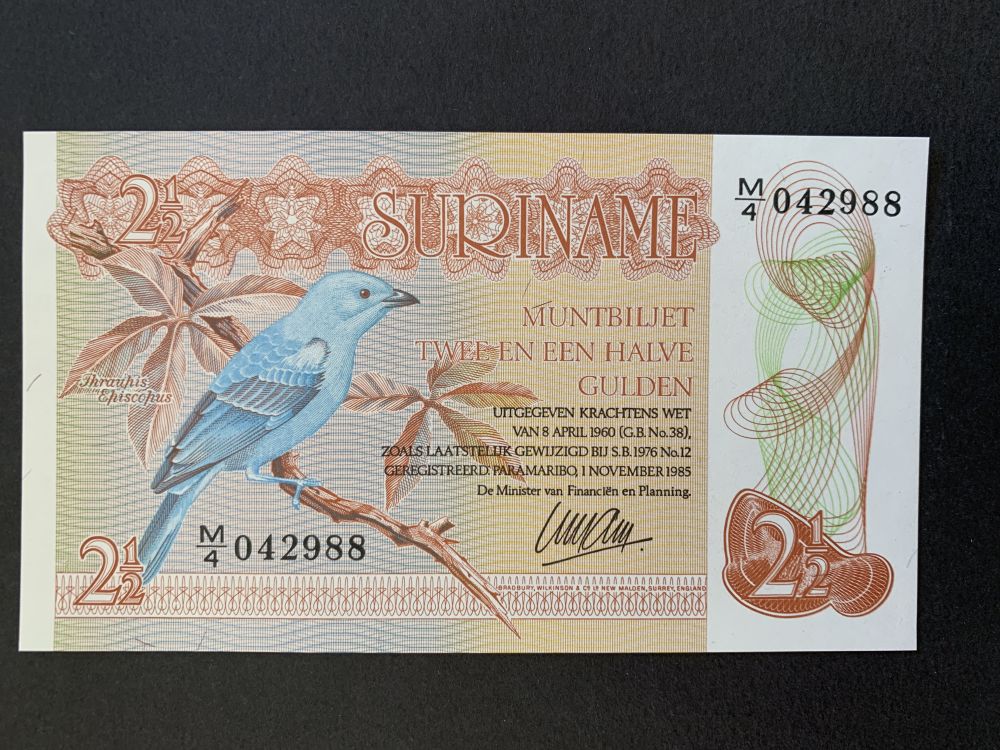 2½
SURINAME
M/4 042988
MUNTBILJET
TWEE EN EEN HALVE
GULDEN
Thraupis
Episcopus
UITGEGEVEN KRACHTENS WET
VAN 8 APRIL 1960 (G.B. No.38),
ZOALS LAATSTELIJK GEWIJZIGD BIJ S.B. 1976 No.12
GEREGISTREERD PARAMARIBO, 1 NOVEMBER 1985
De Minister van Financiën en Planning.
M/4 042988
2½
2½
BRADBURY, WILKINSON & Co. LD. NEW MALDEN, SURREY, ENGLAND